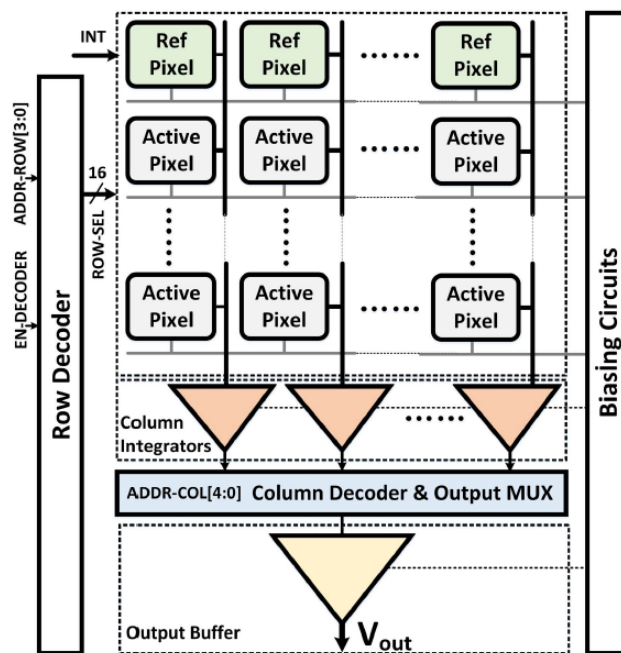 INT
Ref
Pixel
Ref
Pixel
Ref
Pixel
ADDR-ROW[3:0]
16
ROW-SEL
EN-DECODER
Row Decoder
Active
Pixel
Active
Pixel
Active
Pixel
Active
Pixel
Active
Pixel
Active
Pixel
Biasing Circuits
Column
Integrators
ADDR-COL[4:0] Column Decoder & Output MUX
Output Buffer
Vout